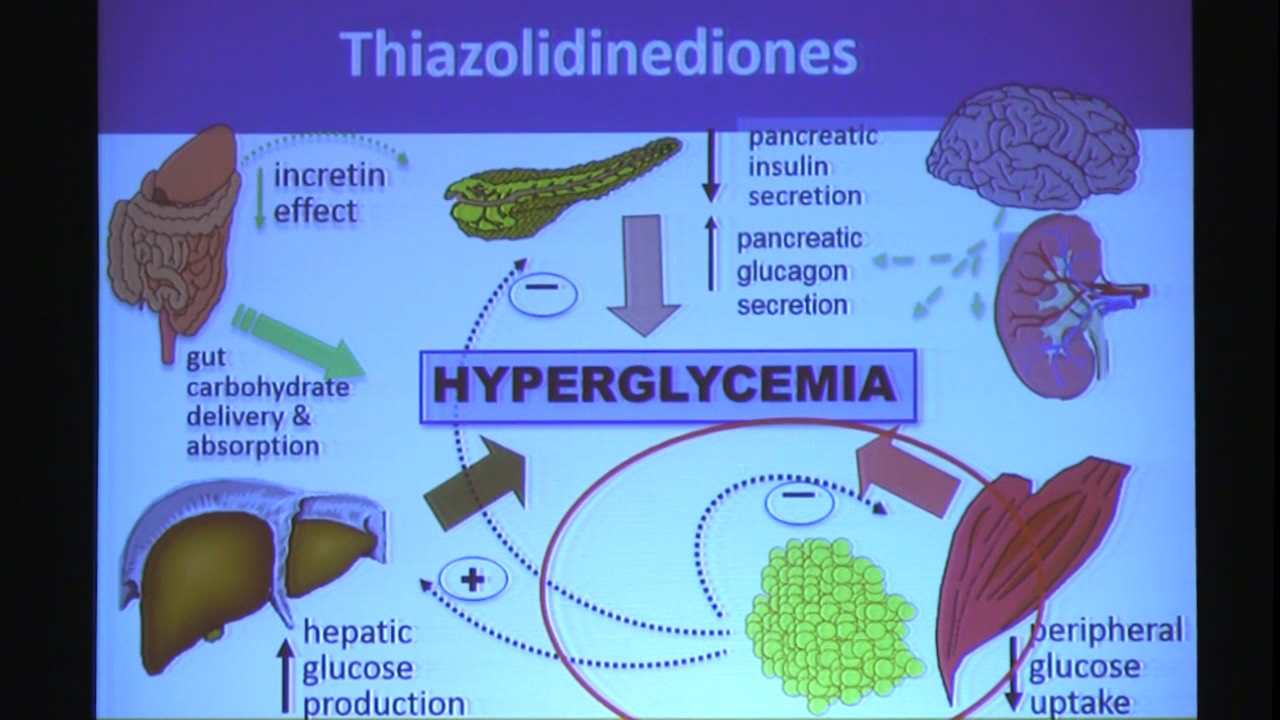 Thiazolidinediones
incretin
effect
pancreatic
insulin
secretion
pancreatic
glucagon
secretion
gut
carbohydrate
delivery &
absorption
HYPERGLYCEMIA
−
−
+
hepatic
glucose
production
peripheral
glucose
uptake